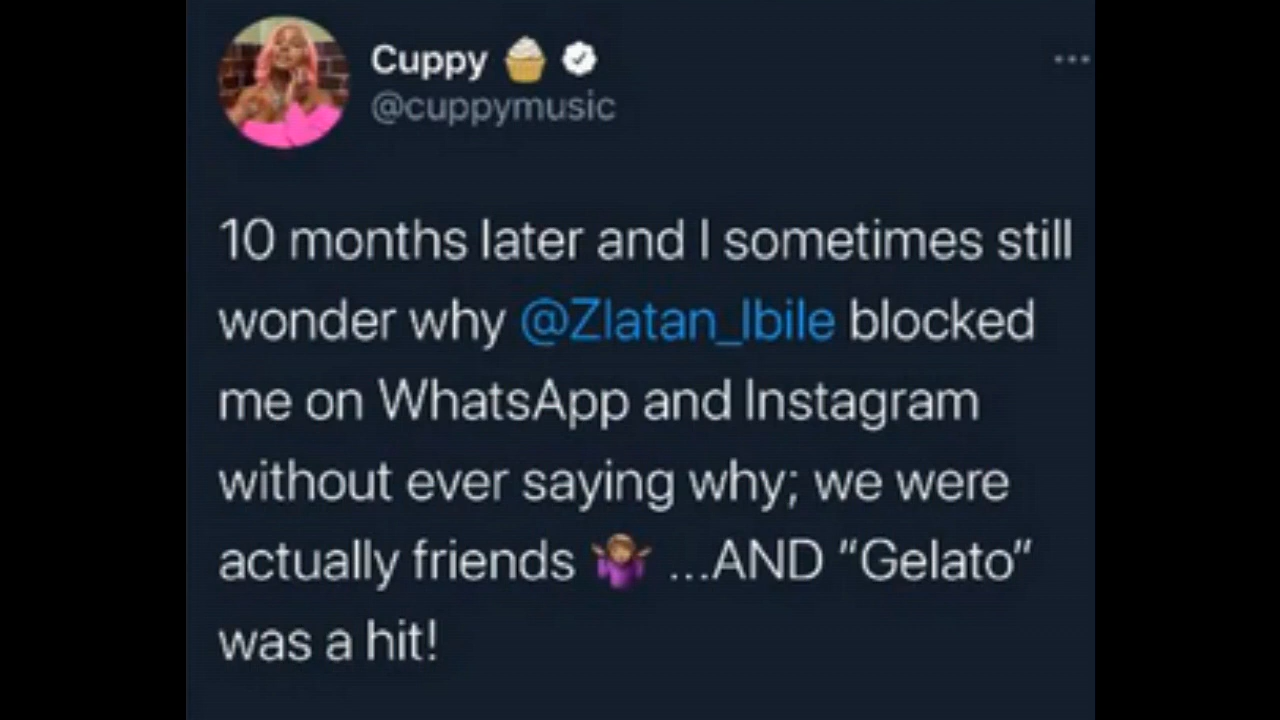 Cuppy 🧁
@cuppymusic
10 months later and I sometimes still
wonder why @Zlatan_Ibile blocked
me on WhatsApp and Instagram
without ever saying why; we were
actually friends 🤷🏽‍♀️ ...AND “Gelato”
was a hit!